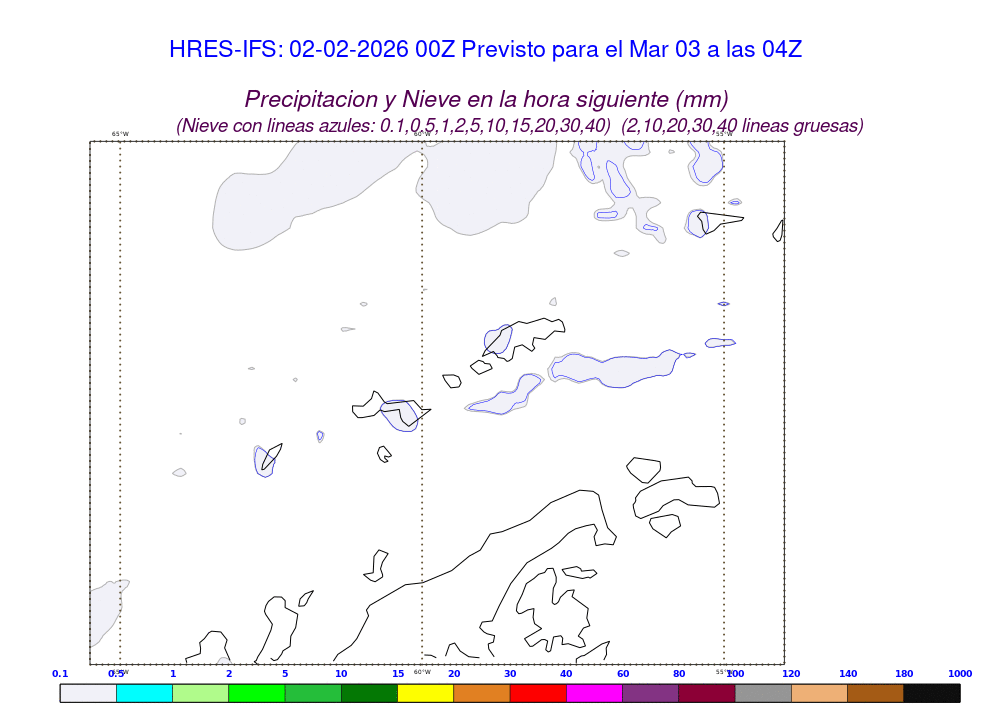 HRES-IFS: 02-02-2026 00Z Previsto para el Mar 03 a las 04Z
Precipitacion y Nieve en la hora siguiente (mm)
(Nieve con lineas azules: 0.1,0.5,1,2,5,10,15,20,30,40) (2,10,20,30,40 lineas gruesas)
65°W 60°W 55°W
65°W 60°W 55°W
0.1 0.5 1 2 5 10 15 20 30 40 60 80 100 120 140 180 1000